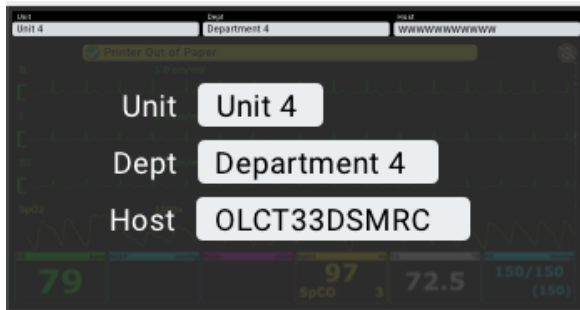 Unit Dept Host
Unit 4 Department 4 WWWWWWWWWWW
Printer Out of Paper
Unit Unit 4
Dept Department 4
Host OLCT33DSMRC
SpO2
79 97 72.5 150/150
SpCO 3 (150)